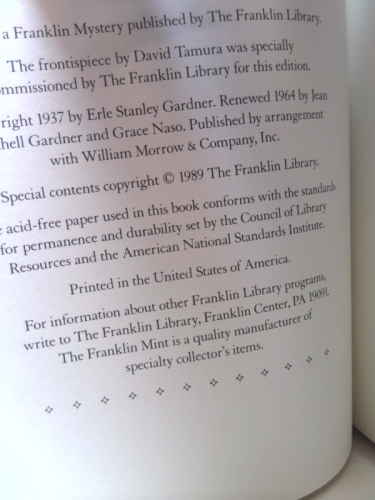 a Franklin Mystery published by The Franklin Library.
The frontispiece by David Tamura was specially
ommissioned by The Franklin Library for this edition.
right 1937 by Erle Stanley Gardner. Renewed 1964 by Jean
hell Gardner and Grace Naso. Published by arrangement
with William Morrow & Company, Inc.
Special contents copyright © 1989 The Franklin Library.
acid-free paper used in this book conforms with the standards
for permanence and durability set by the Council of Library
Resources and the American National Standards Institute.
Printed in the United States of America.
For information about other Franklin Library programs,
write to The Franklin Library, Franklin Center, PA 19091.
The Franklin Mint is a quality manufacturer of
specialty collector's items.